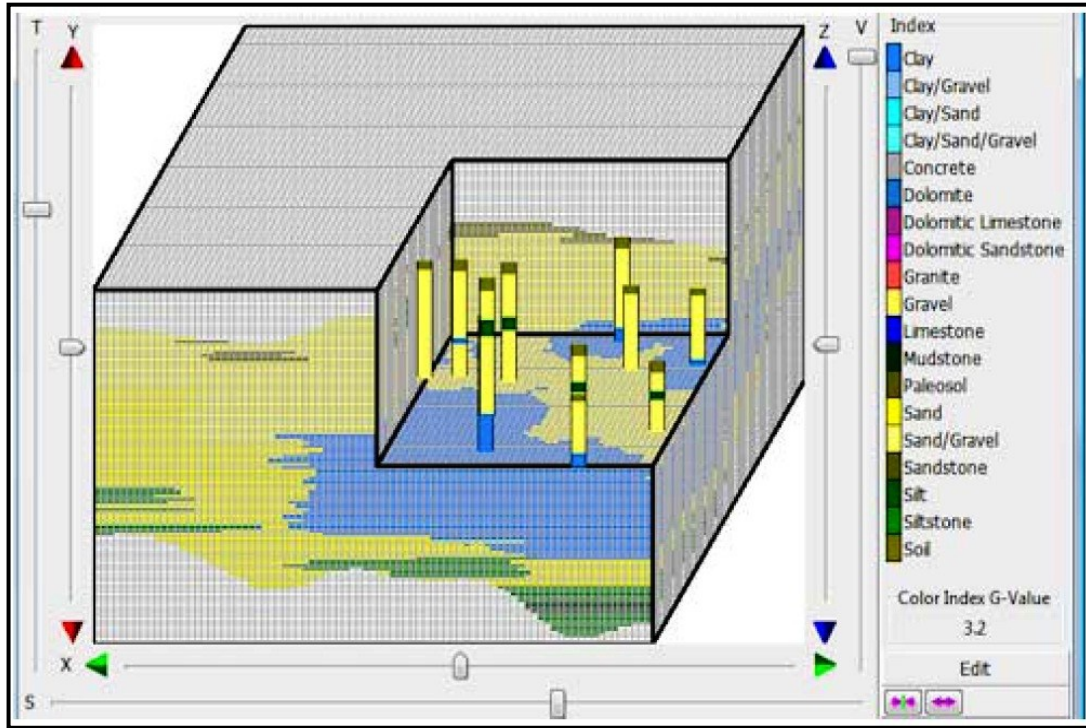 T
Y
Z
V
X
S
Index
Clay
Clay/Gravel
Clay/Sand
Clay/Sand/Gravel
Concrete
Dolomite
Dolomitic Limestone
Dolomitic Sandstone
Granite
Gravel
Limestone
Mudstone
Paleosol
Sand
Sand/Gravel
Sandstone
Silt
Siltstone
Soil
Color Index G-Value
3.2
Edit